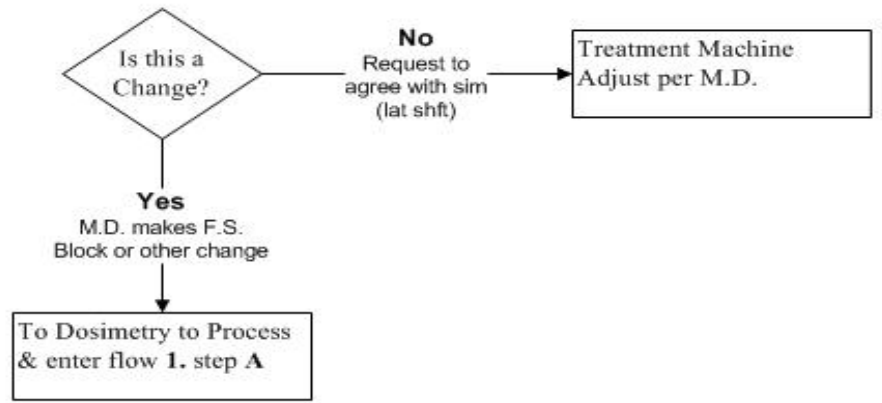 Is this a
Change?
No
Request to
agree with sim
(lat shft)
Treatment Machine
Adjust per M.D.
Yes
M.D. makes F.S.
Block or other change
To Dosimetry to Process
& enter flow 1. step A